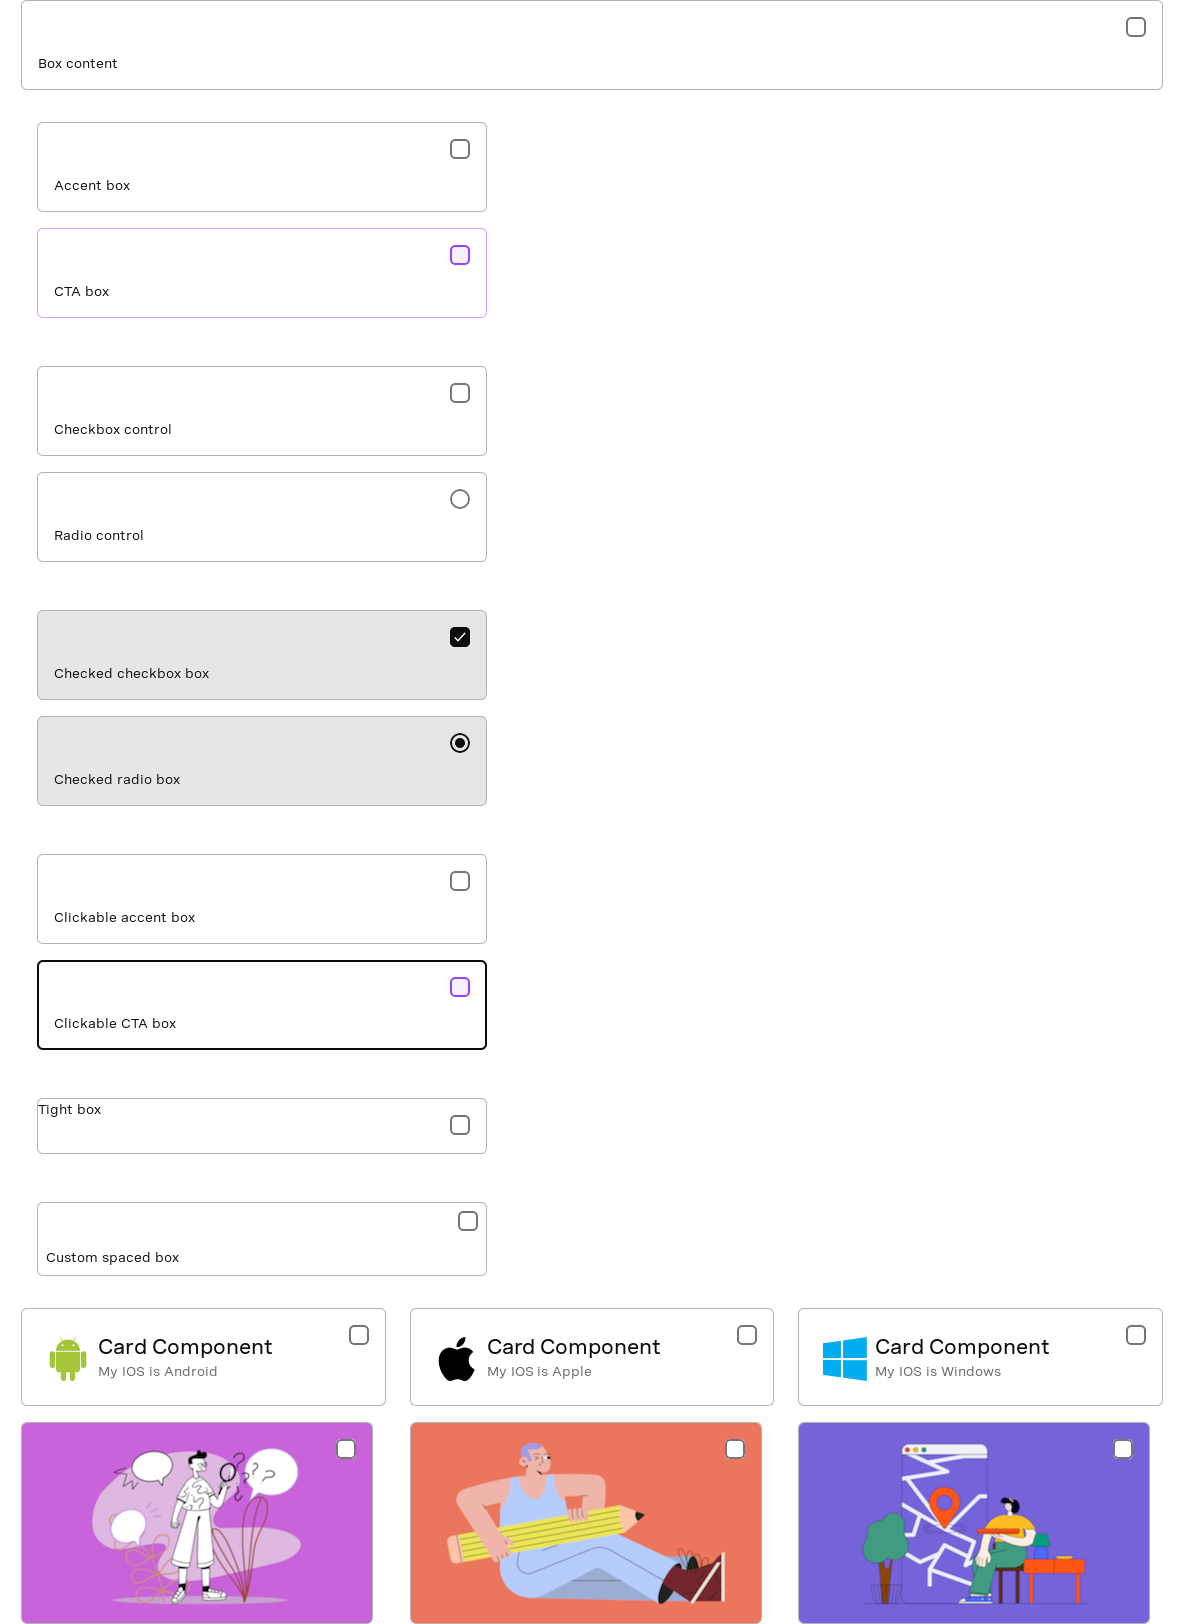 Box content
Accent box
CTA box
Checkbox control
Radio control
Checked checkbox box
Checked radio box
Clickable accent box
Clickable CTA box
Tight box
Custom spaced box
Card Component
My IOS is Android
Card Component
My IOS is Apple
Card Component
My IOS is Windows